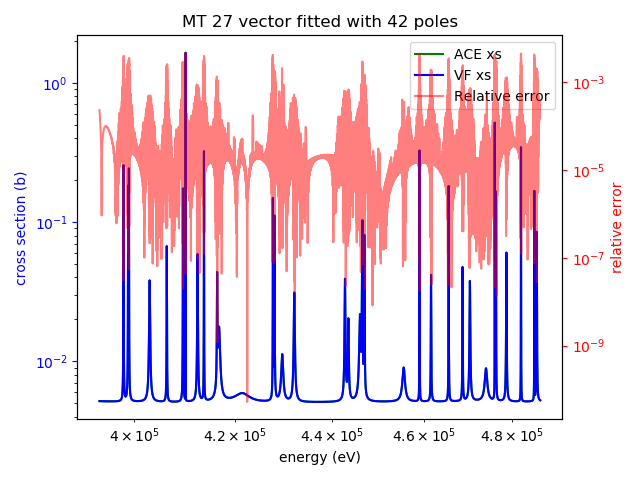 MT 27 vector fitted with 42 poles
ACE xs
VF xs
Relative error
cross section (b)
10⁰
10⁻¹
10⁻²
relative error
10⁻³
10⁻⁵
10⁻⁷
10⁻⁹
4 × 10⁵ 4.2 × 10⁵ 4.4 × 10⁵ 4.6 × 10⁵ 4.8 × 10⁵
energy (eV)